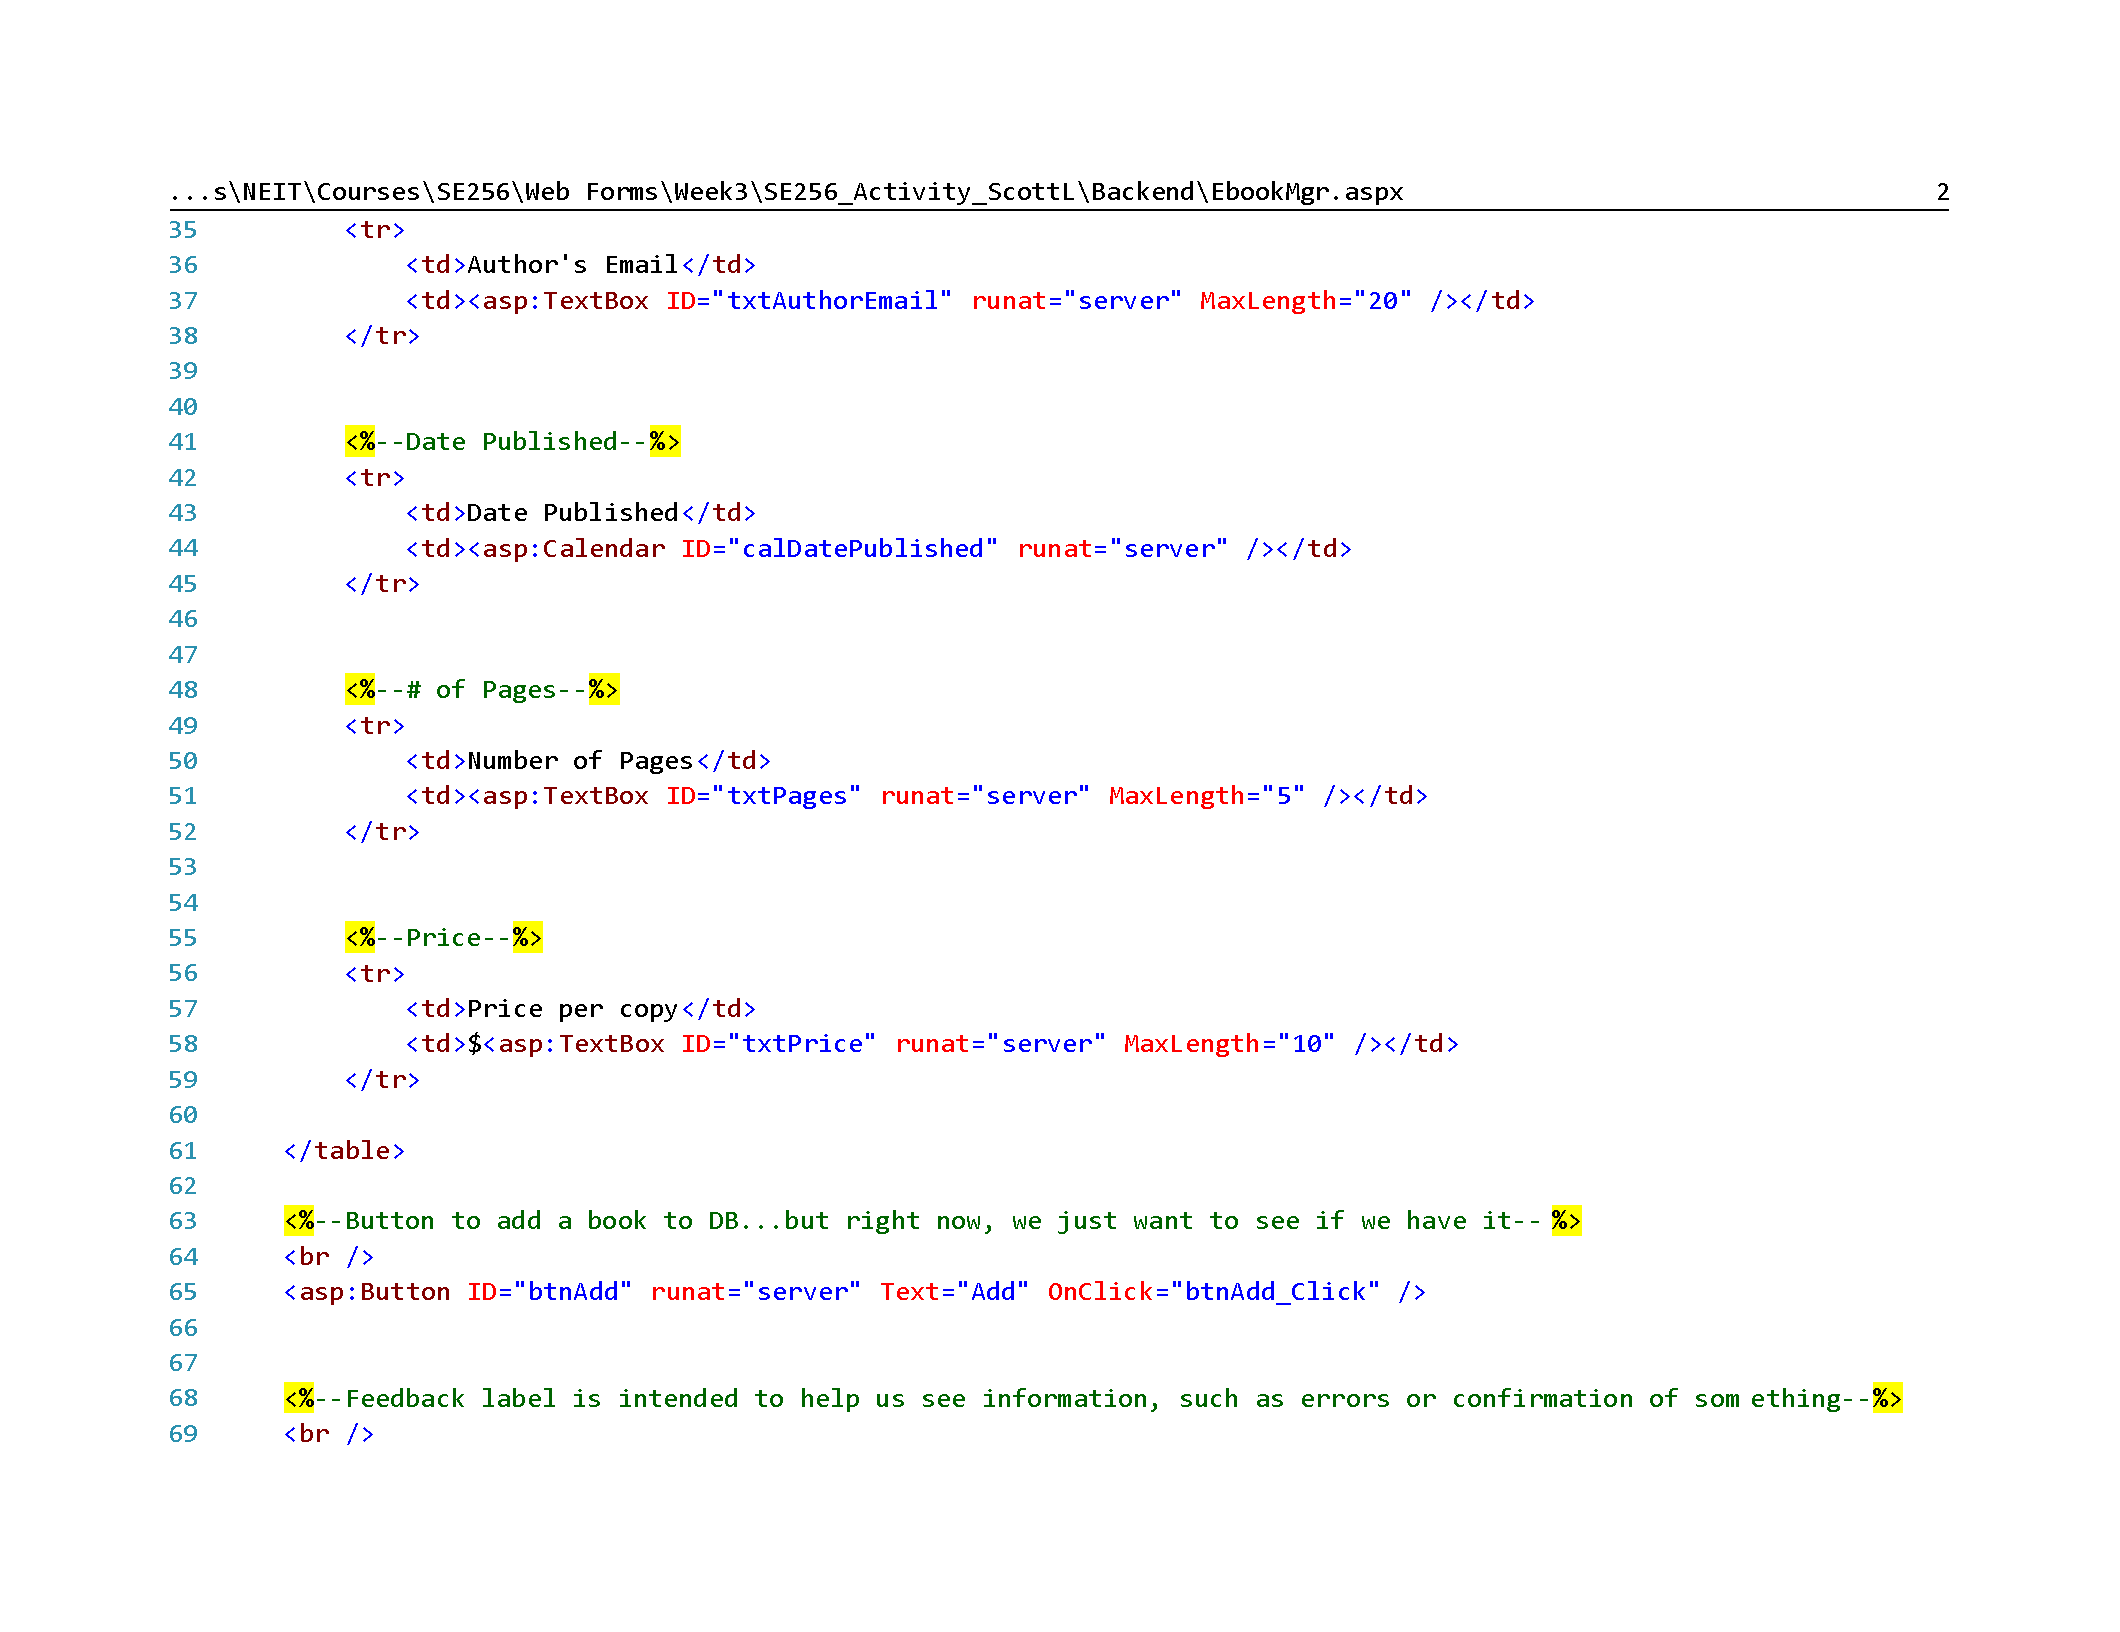 ...s\NEIT\Courses\SE256\Web Forms\Week3\SE256_Activity_ScottL\Backend\EbookMgr.aspx 2
35 <tr>
36 <td>Author's Email</td>
37 <td><asp:TextBox ID="txtAuthorEmail" runat="server" MaxLength="20" /></td>
38 </tr>
39
40
41 <%--Date Published--%>
42 <tr>
43 <td>Date Published</td>
44 <td><asp:Calendar ID="calDatePublished" runat="server" /></td>
45 </tr>
46
47
48 <%--# of Pages--%>
49 <tr>
50 <td>Number of Pages</td>
51 <td><asp:TextBox ID="txtPages" runat="server" MaxLength="5" /></td>
52 </tr>
53
54
55 <%--Price--%>
56 <tr>
57 <td>Price per copy</td>
58 <td>$<asp:TextBox ID="txtPrice" runat="server" MaxLength="10" /></td>
59 </tr>
60
61 </table>
62
63 <%--Button to add a book to DB...but right now, we just want to see if we have it--%>
64 <br />
65 <asp:Button ID="btnAdd" runat="server" Text="Add" OnClick="btnAdd_Click" />
66
67
68 <%--Feedback label is intended to help us see information, such as errors or confirmation of something--%>
69 <br />